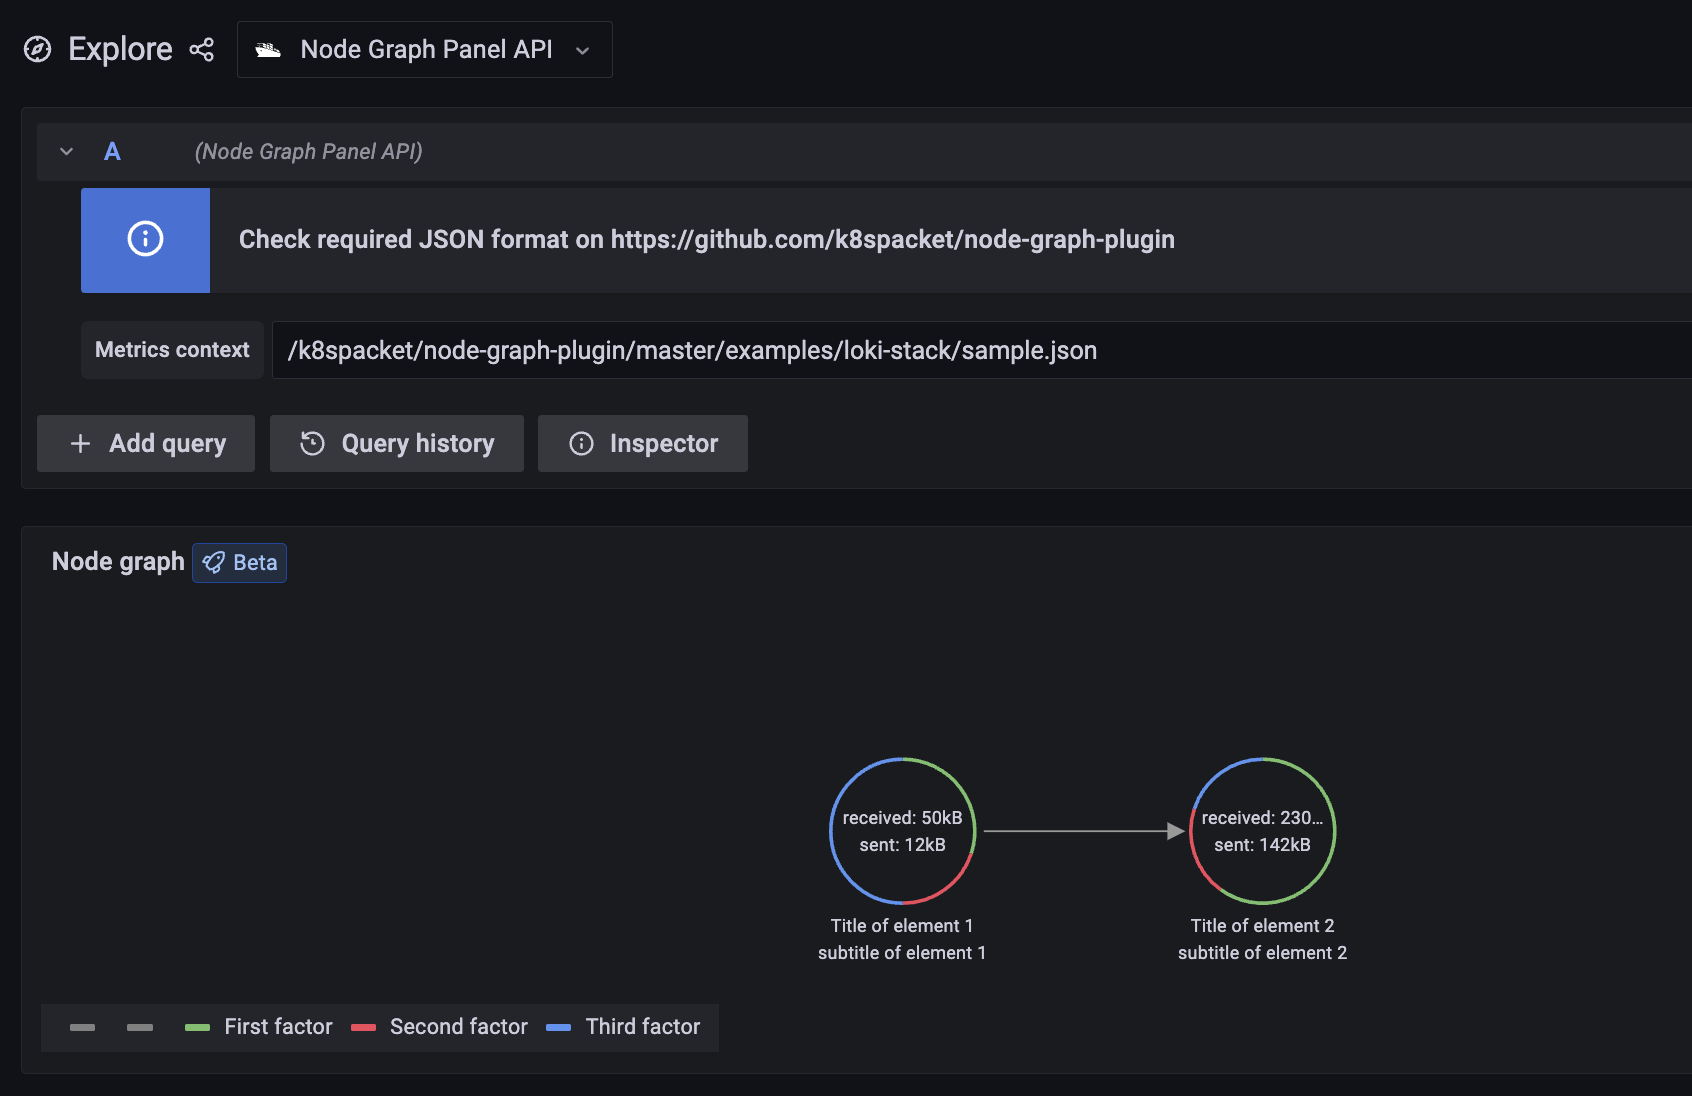 Explore
Node Graph Panel API
A (Node Graph Panel API)
Check required JSON format on https://github.com/k8spacket/node-graph-plugin
Metrics context /k8spacket/node-graph-plugin/master/examples/loki-stack/sample.json
+ Add query Query history Inspector
Node graph Beta
received: 50kB
sent: 12kB
Title of element 1
subtitle of element 1
received: 230...
sent: 142kB
Title of element 2
subtitle of element 2
First factor Second factor Third factor